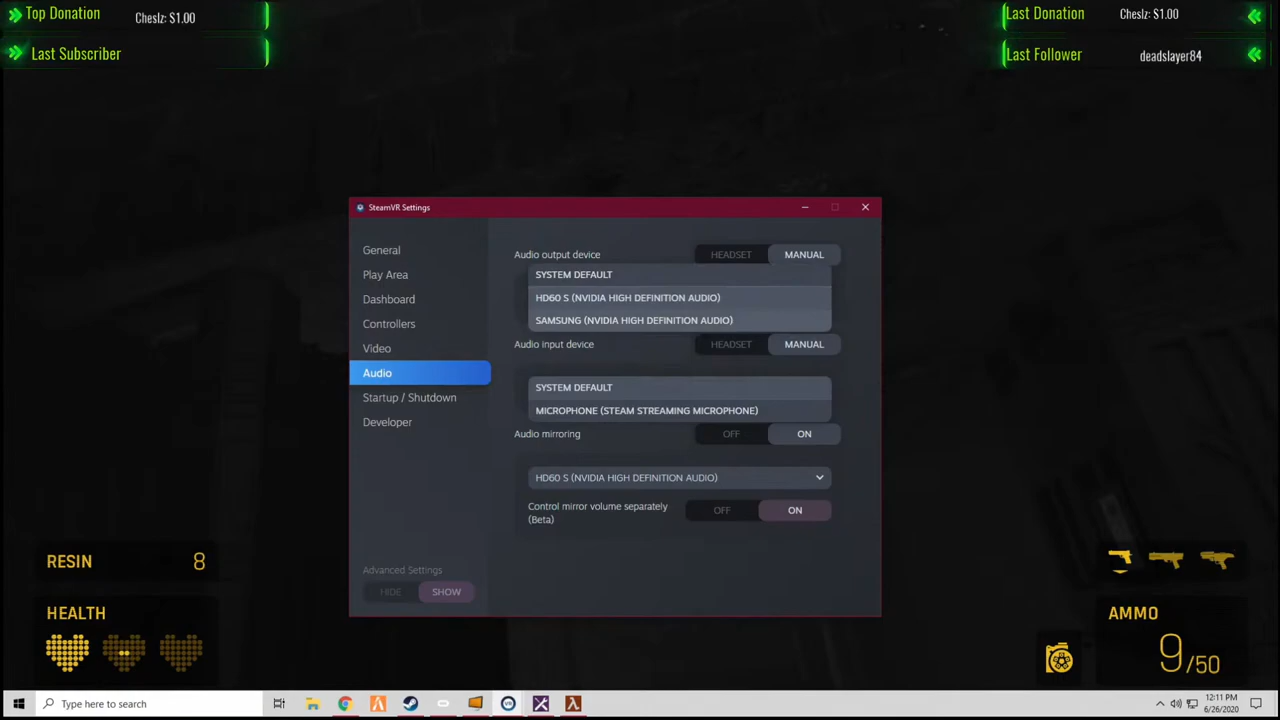 Top Donation
Cheslz: $1.00
Last Donation
Cheslz: $1.00
Last Subscriber
Last Follower
deadslayer84
SteamVR Settings
General
Play Area
Dashboard
Controllers
Video
Audio
Startup / Shutdown
Developer
Advanced Settings
HIDE
SHOW
Audio output device
HEADSET
MANUAL
SYSTEM DEFAULT
HD60 S (NVIDIA HIGH DEFINITION AUDIO)
SAMSUNG (NVIDIA HIGH DEFINITION AUDIO)
Audio input device
HEADSET
MANUAL
SYSTEM DEFAULT
MICROPHONE (STEAM STREAMING MICROPHONE)
Audio mirroring
OFF
ON
HD60 S (NVIDIA HIGH DEFINITION AUDIO)
Control mirror volume separately
(Beta)
OFF
ON
RESIN
8
HEALTH
AMMO
9/50
Type here to search
12:11 PM
6/26/2020